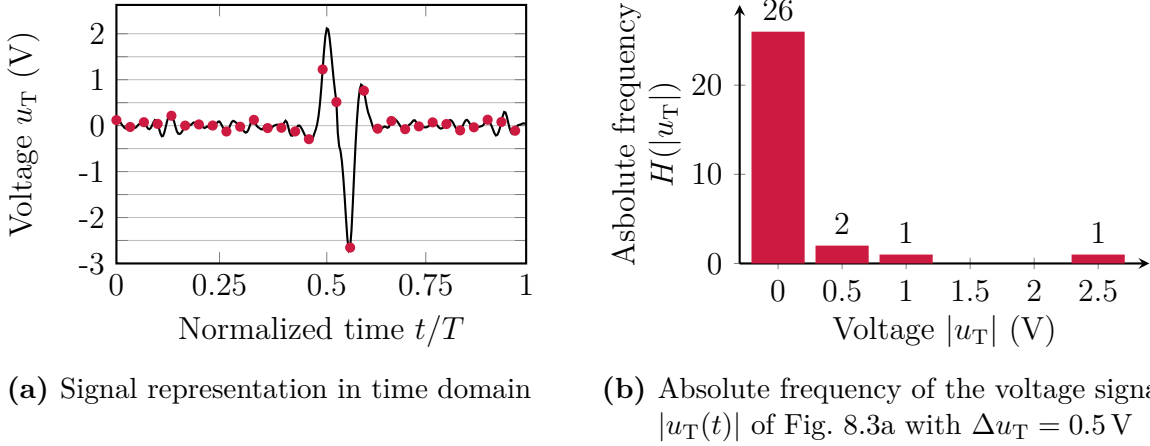 2
1
0
-1
-2
-3
Voltage u_T (V)
0 0.25 0.5 0.75 1
Normalized time t/T
(a) Signal representation in time domain
26
2
1
1
20
10
0
Asbolute frequency
H(|u_T|)
0 0.5 1 1.5 2 2.5
Voltage |u_T| (V)
(b) Absolute frequency of the voltage signa
|u_T(t)| of Fig. 8.3a with Δu_T = 0.5 V